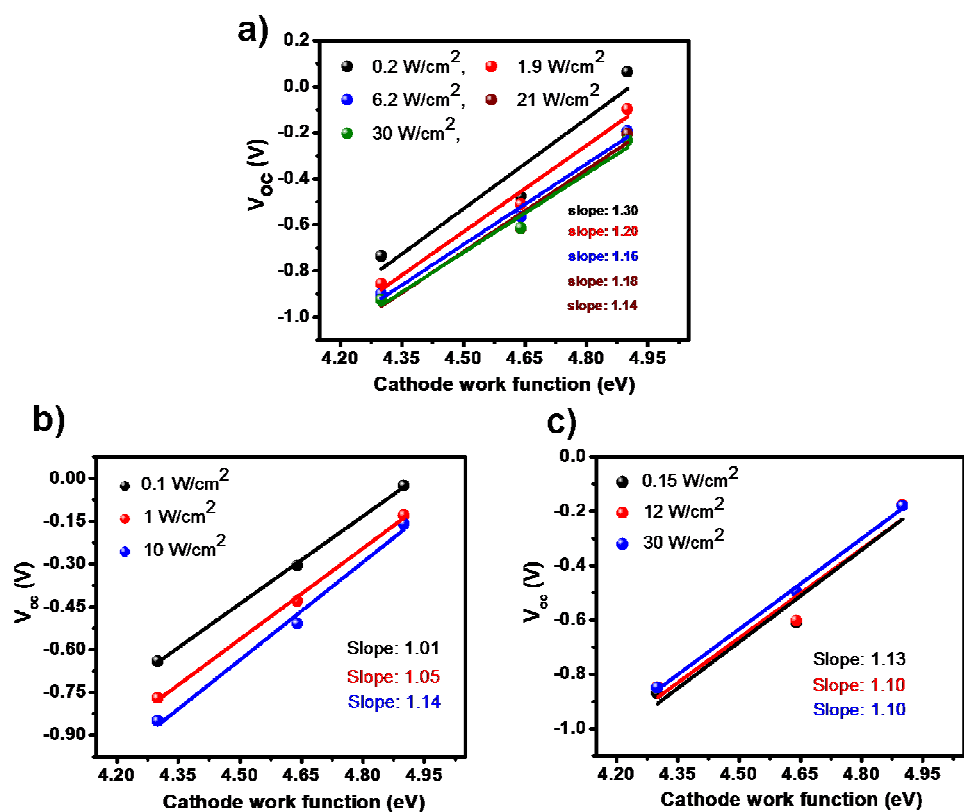 a)
0.2 W/cm2, 1.9 W/cm2
6.2 W/cm2, 21 W/cm2
30 W/cm2,
0.2
0.0
-0.2
-0.4
-0.6
-0.8
-1.0
VOC (V)
slope: 1.30
slope: 1.20
slope: 1.16
slope: 1.18
slope: 1.14
4.20 4.35 4.50 4.65 4.80 4.95
Cathode work function (eV)
b)
0.1 W/cm2
1 W/cm2
10 W/cm2
0.00
-0.15
-0.30
-0.45
-0.60
-0.75
-0.90
Voc (V)
Slope: 1.01
Slope: 1.05
Slope: 1.14
4.20 4.35 4.50 4.65 4.80 4.95
Cathode work function (eV)
c)
0.15 W/cm2
12 W/cm2
30 W/cm2
0.0
-0.2
-0.4
-0.6
-0.8
-1.0
Voc (V)
Slope: 1.13
Slope: 1.10
Slope: 1.10
4.20 4.35 4.50 4.65 4.80 4.95
Cathode work function (eV)